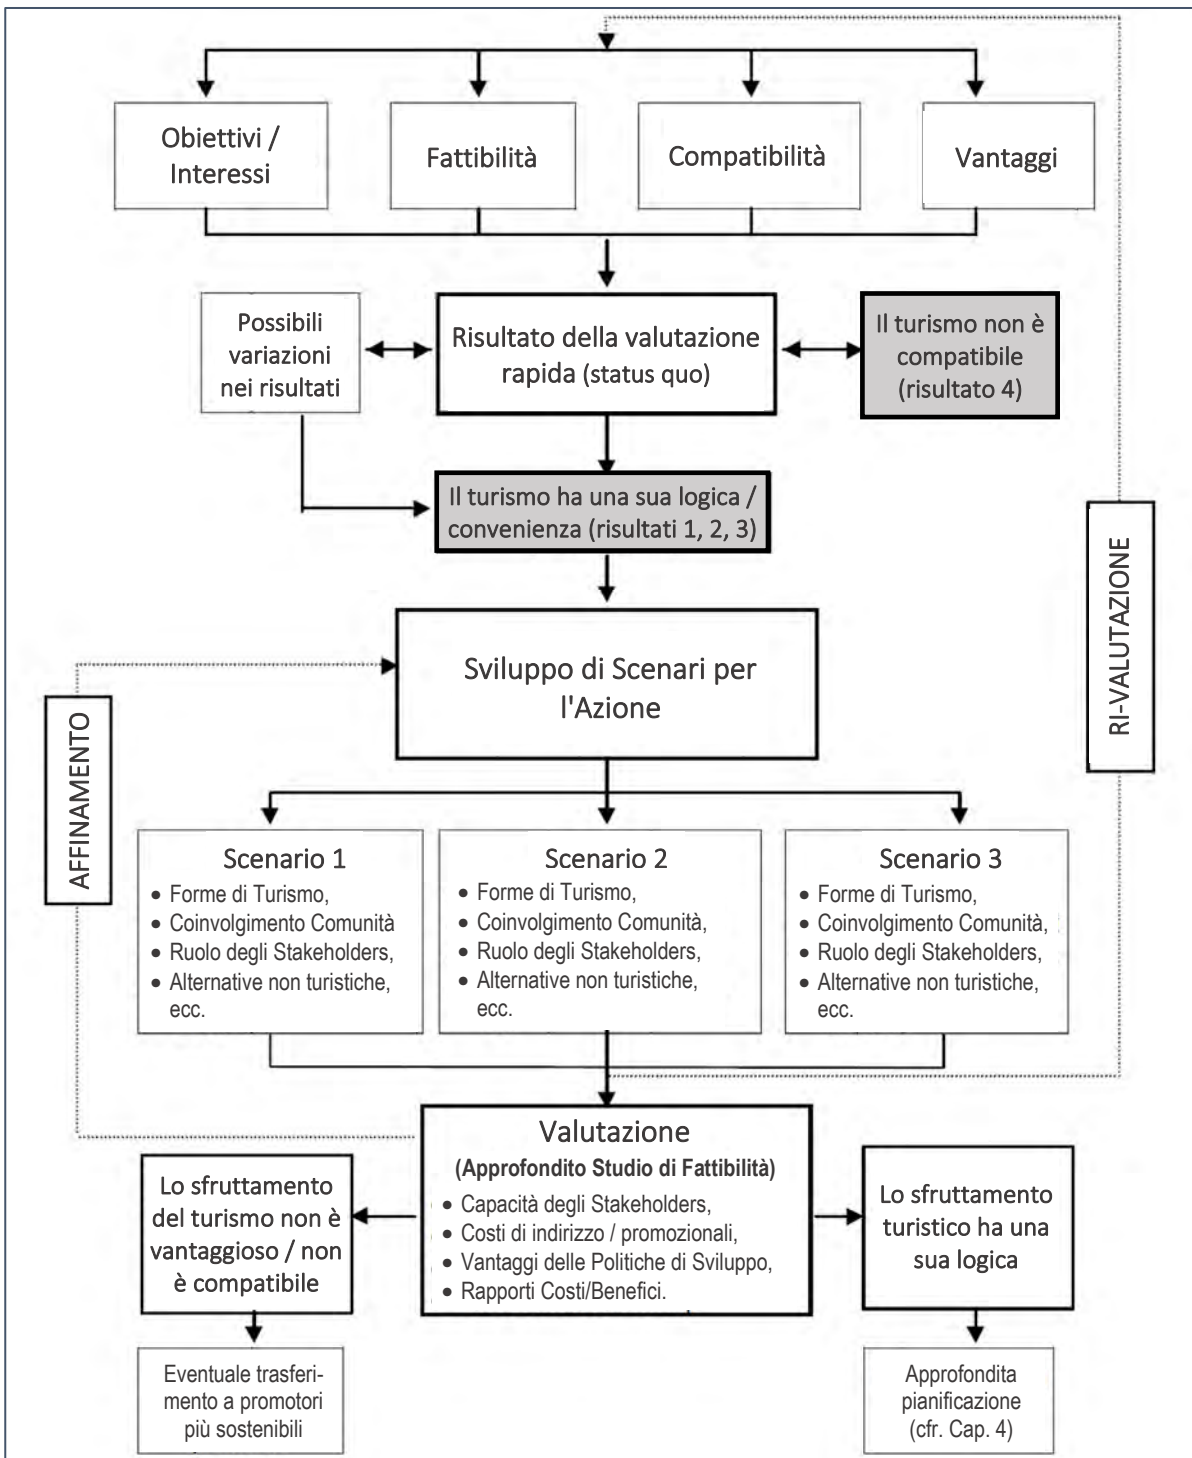 Obiettivi /
Interessi
Fattibilità
Compatibilità
Vantaggi
Possibili
variazioni
nei risultati
Risultato della valutazione
rapida (status quo)
Il turismo non è
compatibile
(risultato 4)
Il turismo ha una sua logica /
convenienza (risultati 1, 2, 3)
RI-VALUTAZIONE
Sviluppo di Scenari per
l'Azione
AFFINAMENTO
Scenario 1
• Forme di Turismo,
• Coinvolgimento Comunità
• Ruolo degli Stakeholders,
• Alternative non turistiche,
ecc.
Scenario 2
• Forme di Turismo,
• Coinvolgimento Comunità,
• Ruolo degli Stakeholders,
• Alternative non turistiche,
ecc.
Scenario 3
• Forme di Turismo,
• Coinvolgimento Comunità,
• Ruolo degli Stakeholders,
• Alternative non turistiche,
ecc.
Valutazione
(Approfondito Studio di Fattibilità)
• Capacità degli Stakeholders,
• Costi di indirizzo / promozionali,
• Vantaggi delle Politiche di Sviluppo,
• Rapporti Costi/Benefici.
Lo sfruttamento
del turismo non è
vantaggioso / non
è compatibile
Lo sfruttamento
turistico ha una
sua logica
Eventuale trasferi-
mento a promotori
più sostenibili
Approfondita
pianificazione
(cfr. Cap. 4)